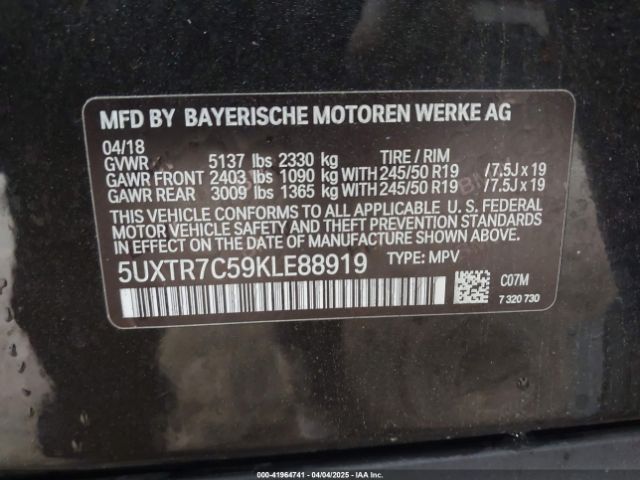 MFD BY BAYERISCHE MOTOREN WERKE AG
04/18
GVWR 5137 lbs 2330 kg TIRE / RIM
GAWR FRONT 2403 lbs 1090 kg WITH 245/50 R19 /7.5J x 19
GAWR REAR 3009 lbs 1365 kg WITH 245/50 R19 /7.5J x 19
THIS VEHICLE CONFORMS TO ALL APPLICABLE U. S. FEDERAL
MOTOR VEHICLE SAFETY, BUMPER, AND THEFT PREVENTION STANDARDS
IN EFFECT ON THE DATE OF MANUFACTURE SHOWN ABOVE.
5UXTR7C59KLE88919 TYPE: MPV
C07M
7 320 730
© 41964741 - 04/04/2025 - IAA Inc.